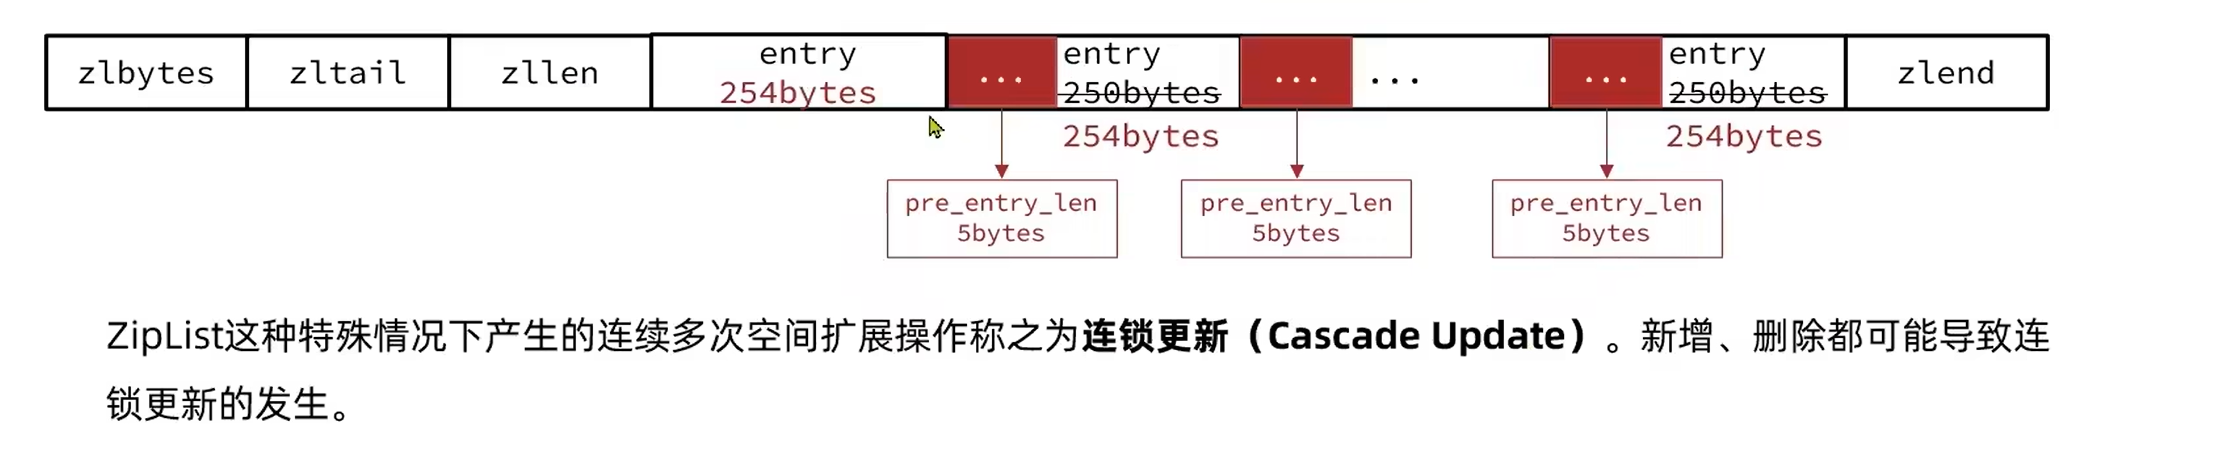 zlbytes zltail zllen entry ... entry ... ... ... entry zlend
254bytes 250bytes 250bytes
254bytes 254bytes
pre_entry_len pre_entry_len pre_entry_len
5bytes 5bytes 5bytes
ZipList这种特殊情况下产生的连续多次空间扩展操作称之为连锁更新（Cascade Update）。新增、删除都可能导致连
锁更新的发生。